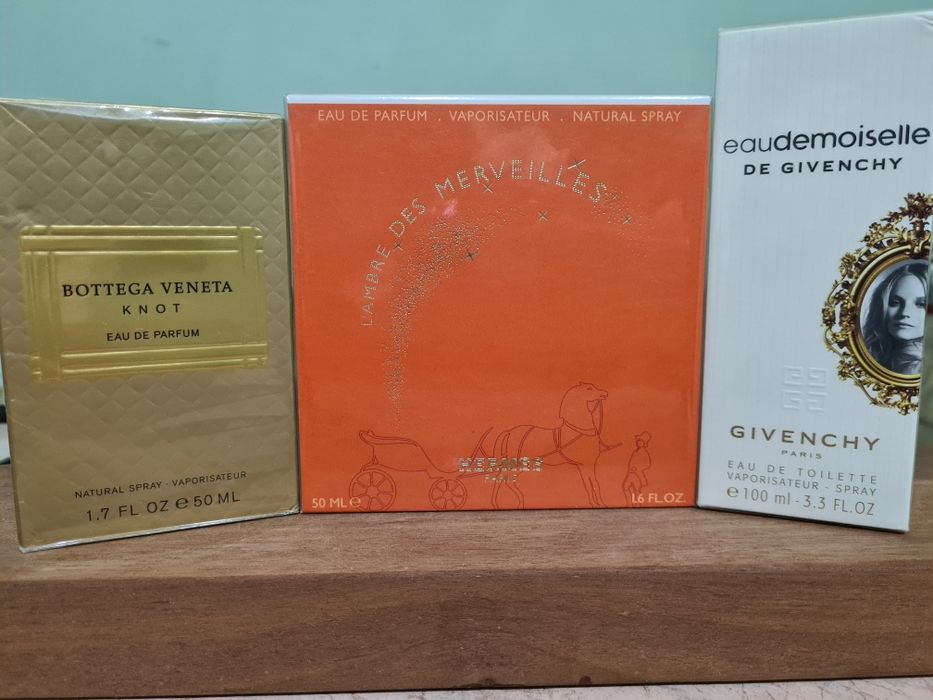 BOTTEGA VENETA
KNOT
EAU DE PARFUM
NATURAL SPRAY · VAPORISATEUR
1.7 FL OZ e 50 ML
EAU DE PARFUM . VAPORISATEUR . NATURAL SPRAY
L'AMBRE DES MERVEILLES
HERMES
PARIS
50 ML e
1.6 FL.OZ.
eaudemoiselle
DE GIVENCHY
GIVENCHY
PARIS
EAU DE TOILETTE
VAPORISATEUR - SPRAY
e 100 ml - 3.3 FL.OZ